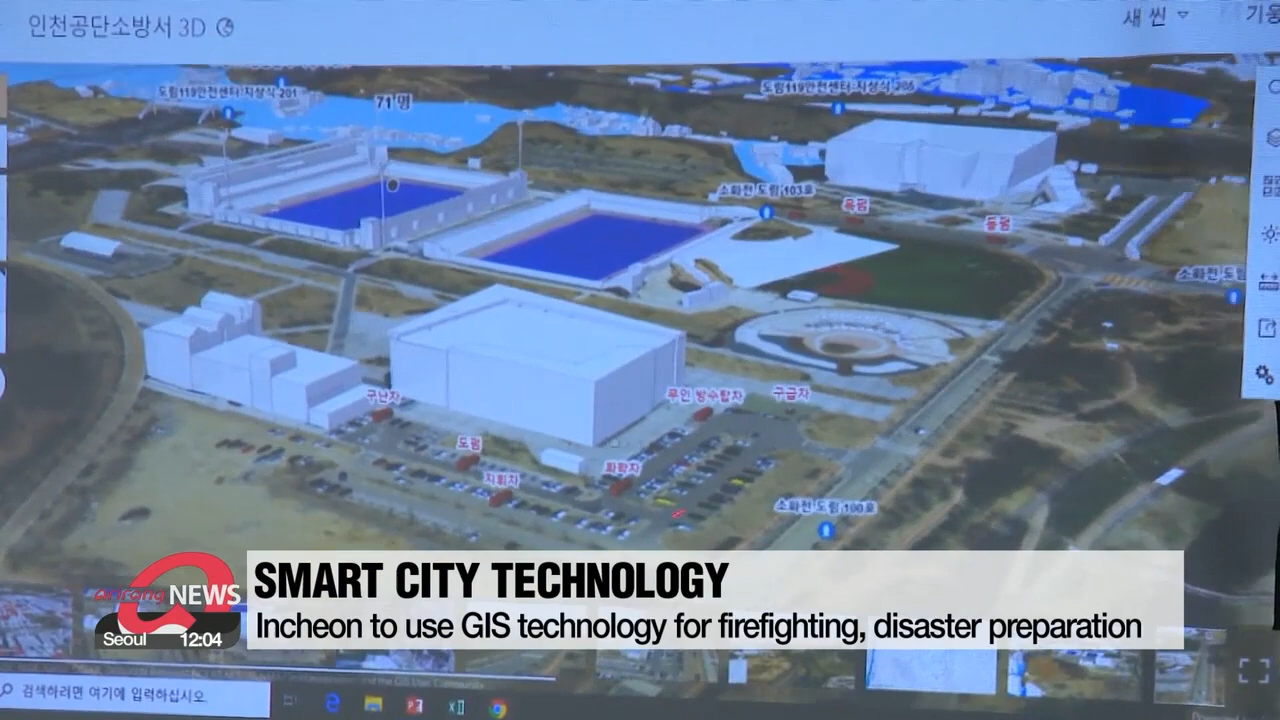 인천공단소방서 3D
새 씬
도림119안전센터 지상식 201
71명
도림119안전센터 지상식 205
소화전 도림 103호
소화전 도림
구난차
무인 방수탑차
구급차
도펌
지휘차
화학차
소화전 도림 100호
SMART CITY TECHNOLOGY
Incheon to use GIS technology for firefighting, disaster preparation
arirang NEWS
Seoul 12:04
검색하려면 여기에 입력하십시오.